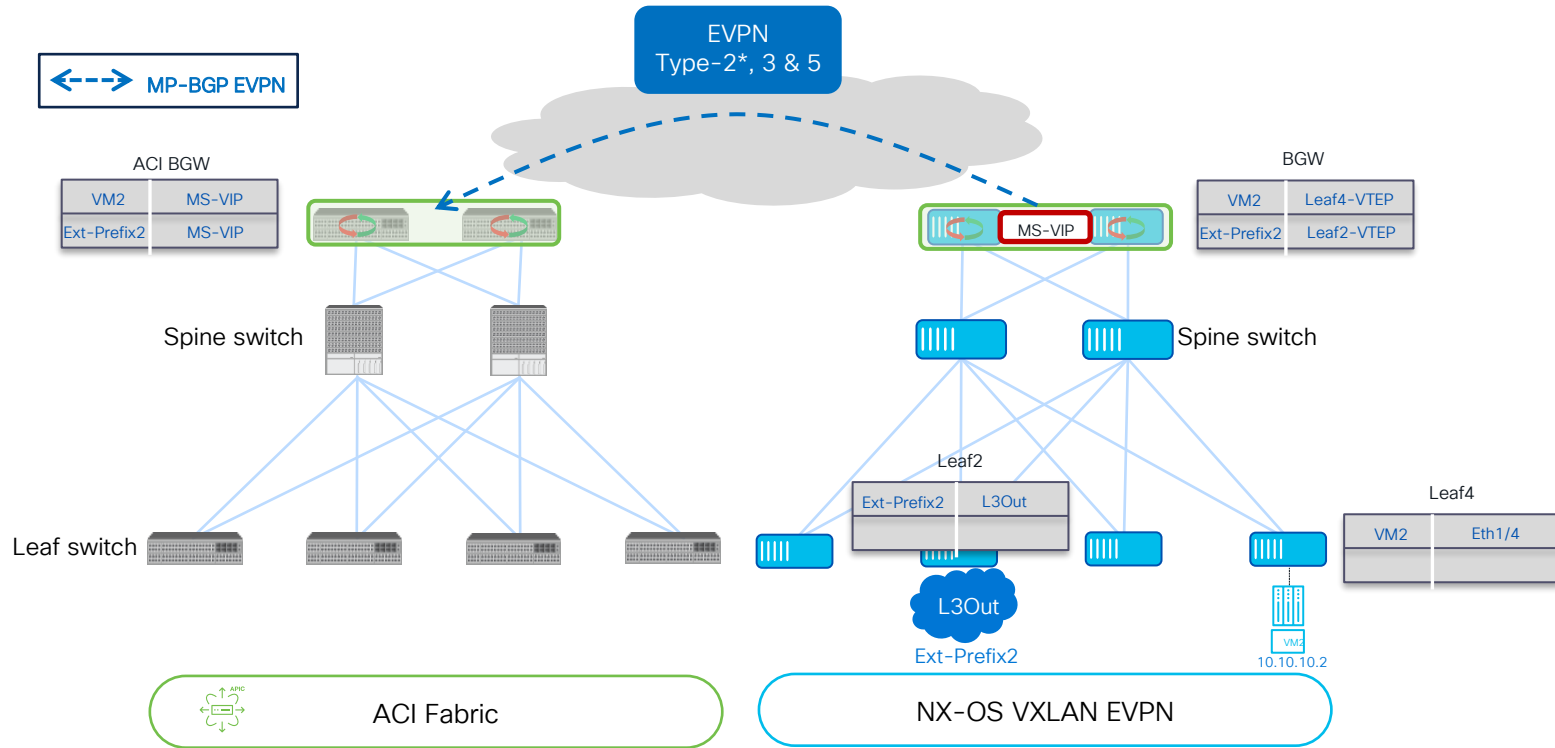 EVPN
Type-2*, 3 & 5
MP-BGP EVPN
ACI BGW
VM2 MS-VIP
Ext-Prefix2 MS-VIP
BGW
VM2 Leaf4-VTEP
Ext-Prefix2 Leaf2-VTEP
MS-VIP
Spine switch
Spine switch
Leaf2
Ext-Prefix2 L3Out
Leaf4
VM2 Eth1/4
Leaf switch
L3Out
Ext-Prefix2
VM2
10.10.10.2
APIC
ACI Fabric
NX-OS VXLAN EVPN